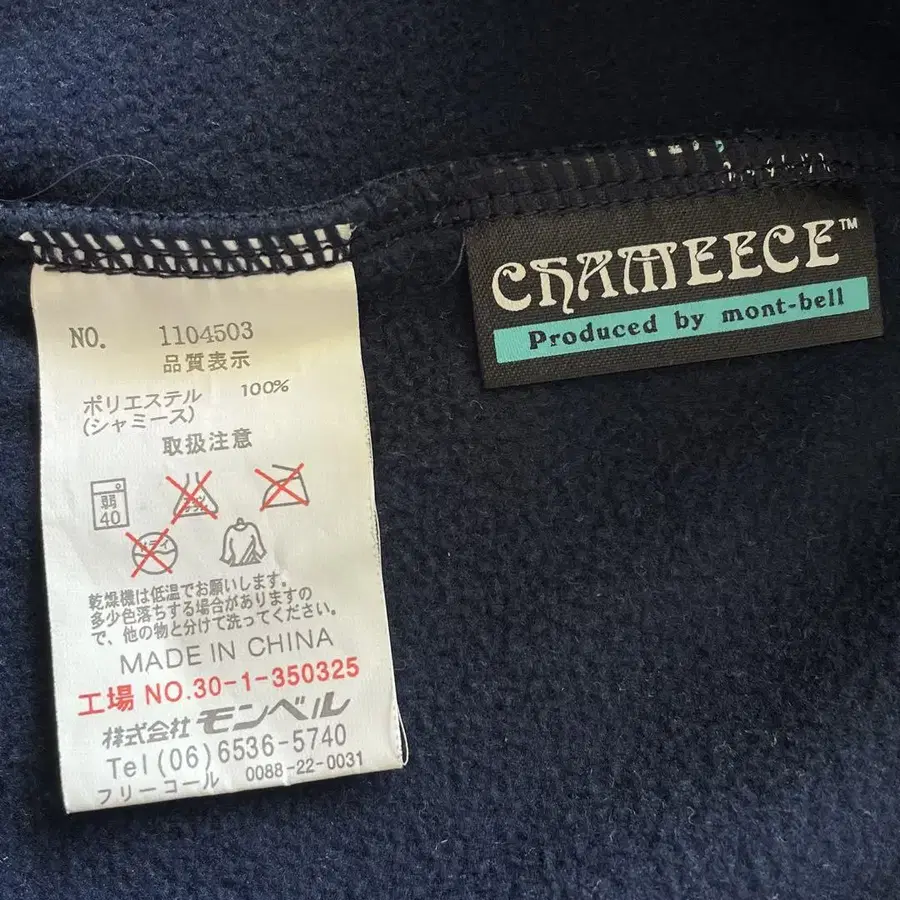 NO. 1104503
品質表示
ポリエステル 100%
(シャミース)
取扱注意
弱
40
乾燥機は低温でお願いします。
多少色落ちする場合がありますの
で、他の物と分けて洗ってください。
MADE IN CHINA
工場 NO.30-1-350325
株式会社 モンベル
Tel (06) 6536-5740
フリーコール 0088-22-0031
CHAMEECE™
Produced by mont-bell